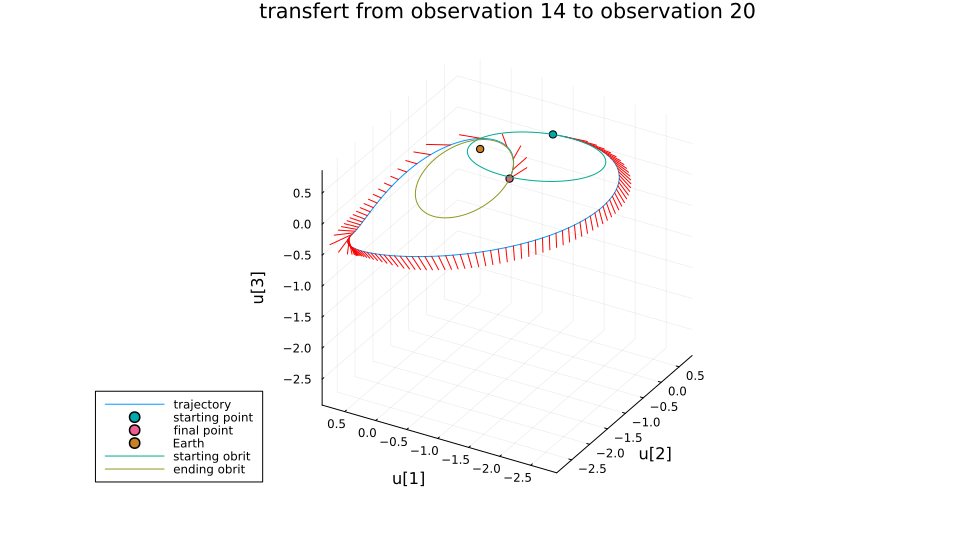 transfert from observation 14 to observation 20
0.5
0.0
−0.5
−1.0
−1.5
−2.0
−2.5
u[3]
0.5
0.0
−0.5
−1.0
−1.5
−2.0
−2.5
u[1]
0.5
0.0
−0.5
−1.0
−1.5
−2.0
−2.5
u[2]
trajectory
starting point
final point
Earth
starting obrit
ending obrit